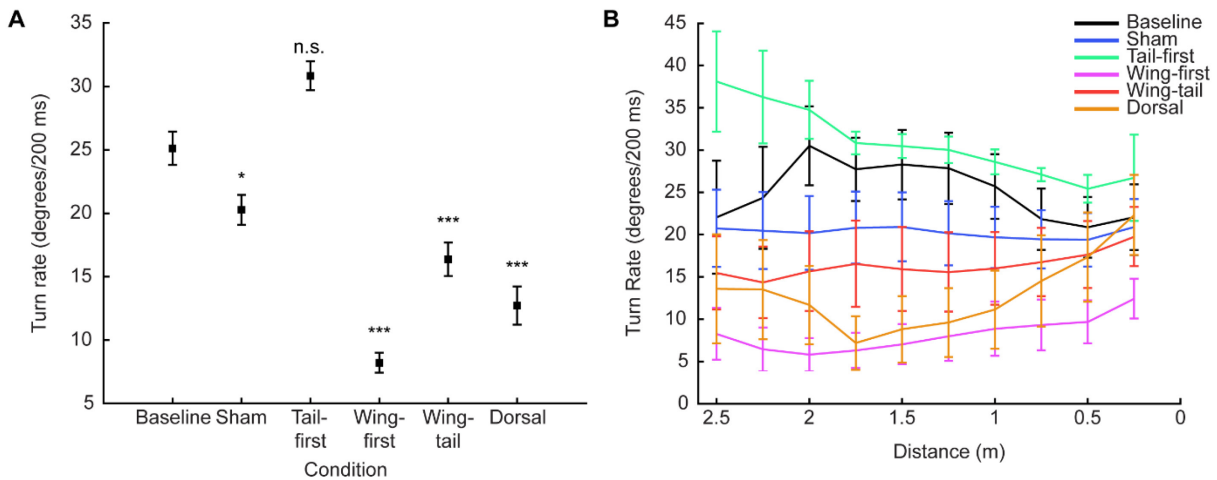 A
Turn rate (degrees/200 ms)
35
30
25
20
15
10
5
n.s.
*
***
***
***
Baseline Sham Tail-first Wing-first Wing-tail Dorsal
Condition
B
Turn Rate (degrees/200 ms)
45
40
35
30
25
20
15
10
5
0
Baseline
Sham
Tail-first
Wing-first
Wing-tail
Dorsal
2.5 2 1.5 1 0.5 0
Distance (m)